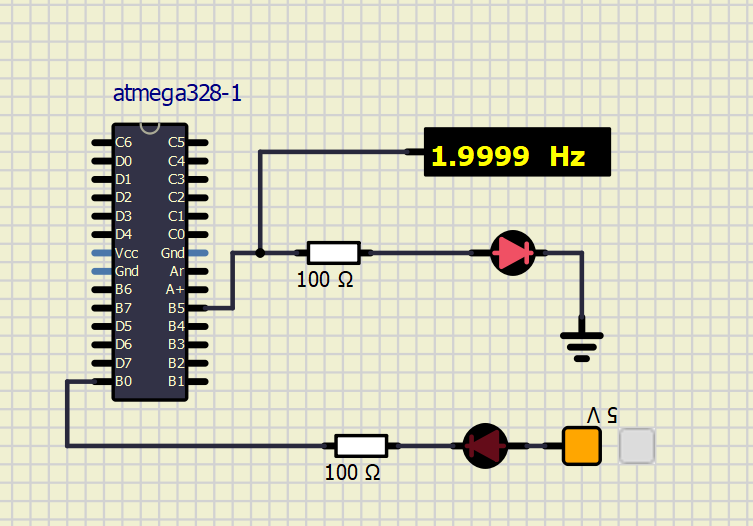 atmega328-1
C6 C5
D0 C4
D1 C3
D2 C2
D3 C1
D4 C0
Vcc Gnd
Gnd Ar
B6 A+
B7 B5
D5 B4
D6 B3
D7 B2
B0 B1
1.9999 Hz
100 Ω
5 V
100 Ω